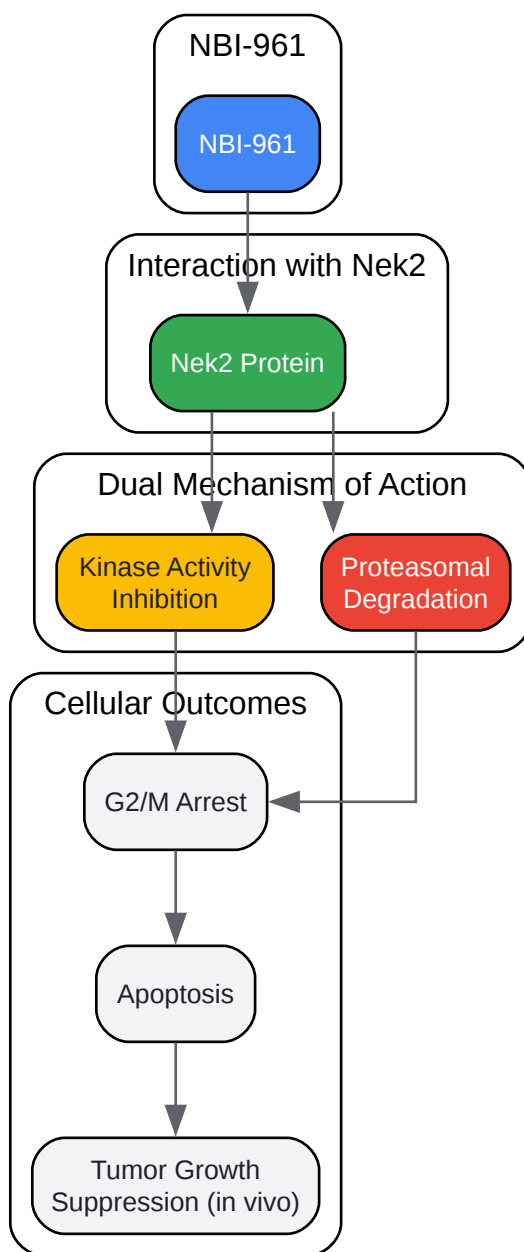 NBI-961
NBI-961
Interaction with Nek2
Nek2 Protein
Dual Mechanism of Action
Kinase Activity
Inhibition
Proteasomal
Degradation
Cellular Outcomes
G2/M Arrest
Apoptosis
Tumor Growth
Suppression (in vivo)